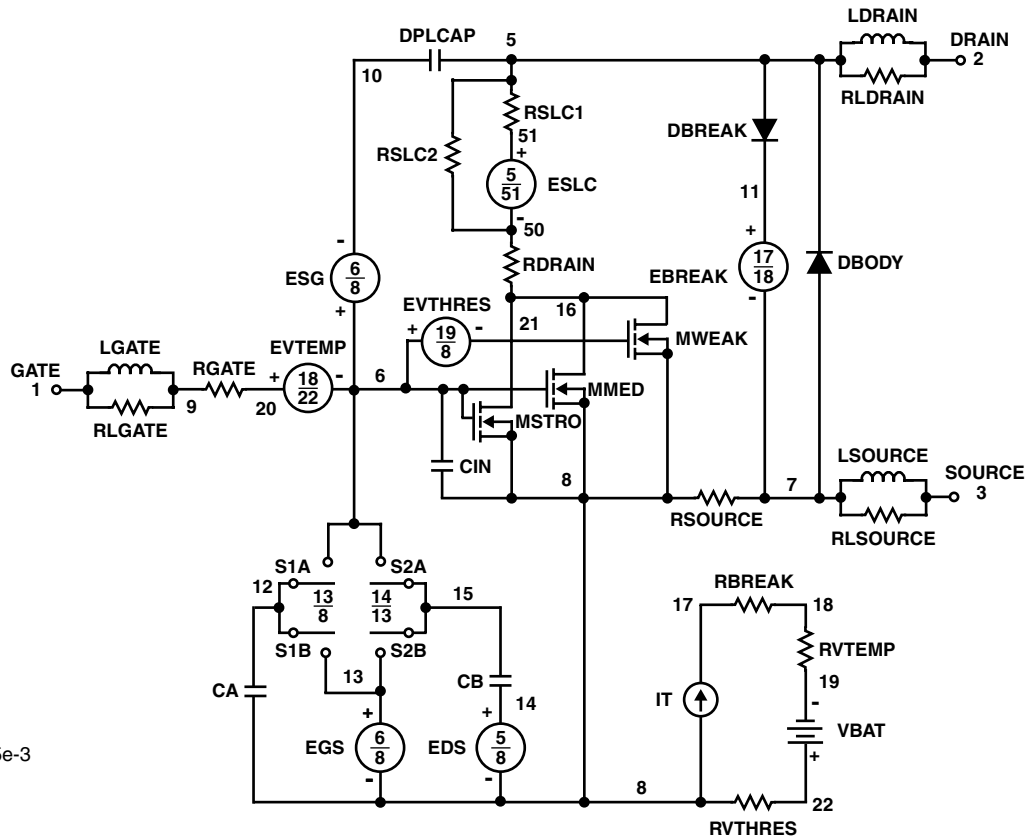 LDRAIN
DPLCAP 5 DRAIN
10 2
RLDRAIN
RSLC1
DBREAK
51
+
RSLC2
5
51
ESLC
11
-
50
-
+
17
18
6
8
ESG
RDRAIN
EBREAK
DBODY
-
+
EVTHRES
16
+
19
8
-
21
MWEAK
LGATE
EVTEMP
GATE
1
RGATE
+
18
22
-
6
MMED
9
20
RLGATE
MSTRO
CIN
LSOURCE
8
7
SOURCE
3
RSOURCE
RLSOURCE
S1A
S2A
12
13
8
14
13
15
RBREAK
17
18
S1B
S2B
RVTEMP
13
CB
CA
19
14
IT
-
+
+
VBAT
EGS
6
8
EDS
5
8
5e-3
+
-
-
8
22
RVTHRES